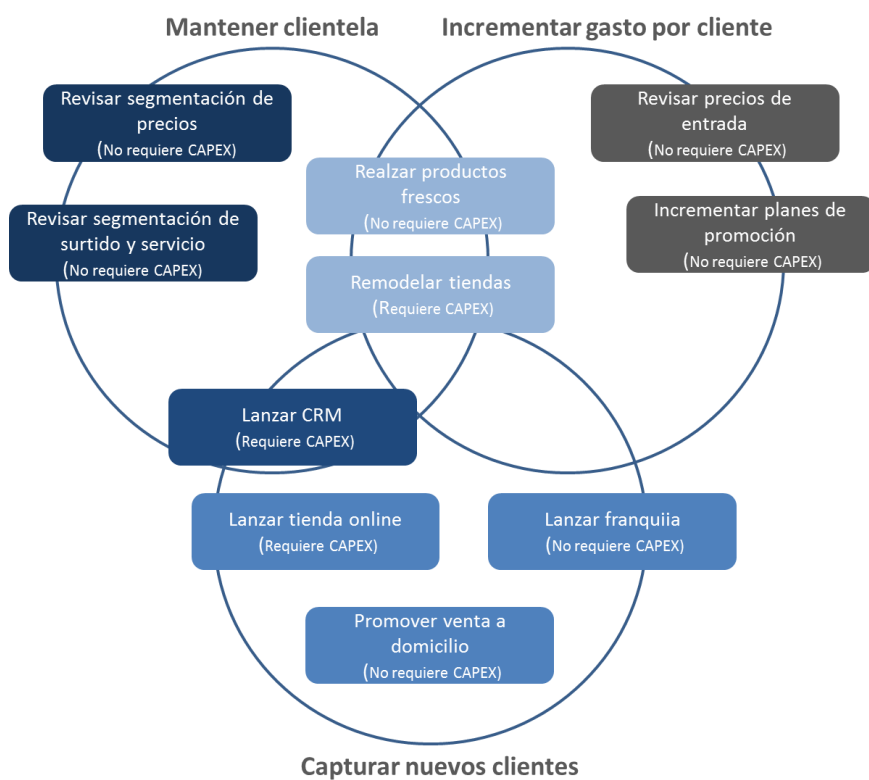 Mantener clientela
Incrementar gasto por cliente
Revisar segmentación de
precios
(No requiere CAPEX)
Revisar precios de
entrada
(No requiere CAPEX)
Realzar productos
frescos
(No requiere CAPEX)
Revisar segmentación de
surtido y servicio
(No requiere CAPEX)
Incrementar planes de
promoción
(No requiere CAPEX)
Remodelar tiendas
(Requiere CAPEX)
Lanzar CRM
(Requiere CAPEX)
Lanzar tienda online
(Requiere CAPEX)
Lanzar franquiia
(No requiere CAPEX)
Promover venta a
domicilio
(No requiere CAPEX)
Capturar nuevos clientes